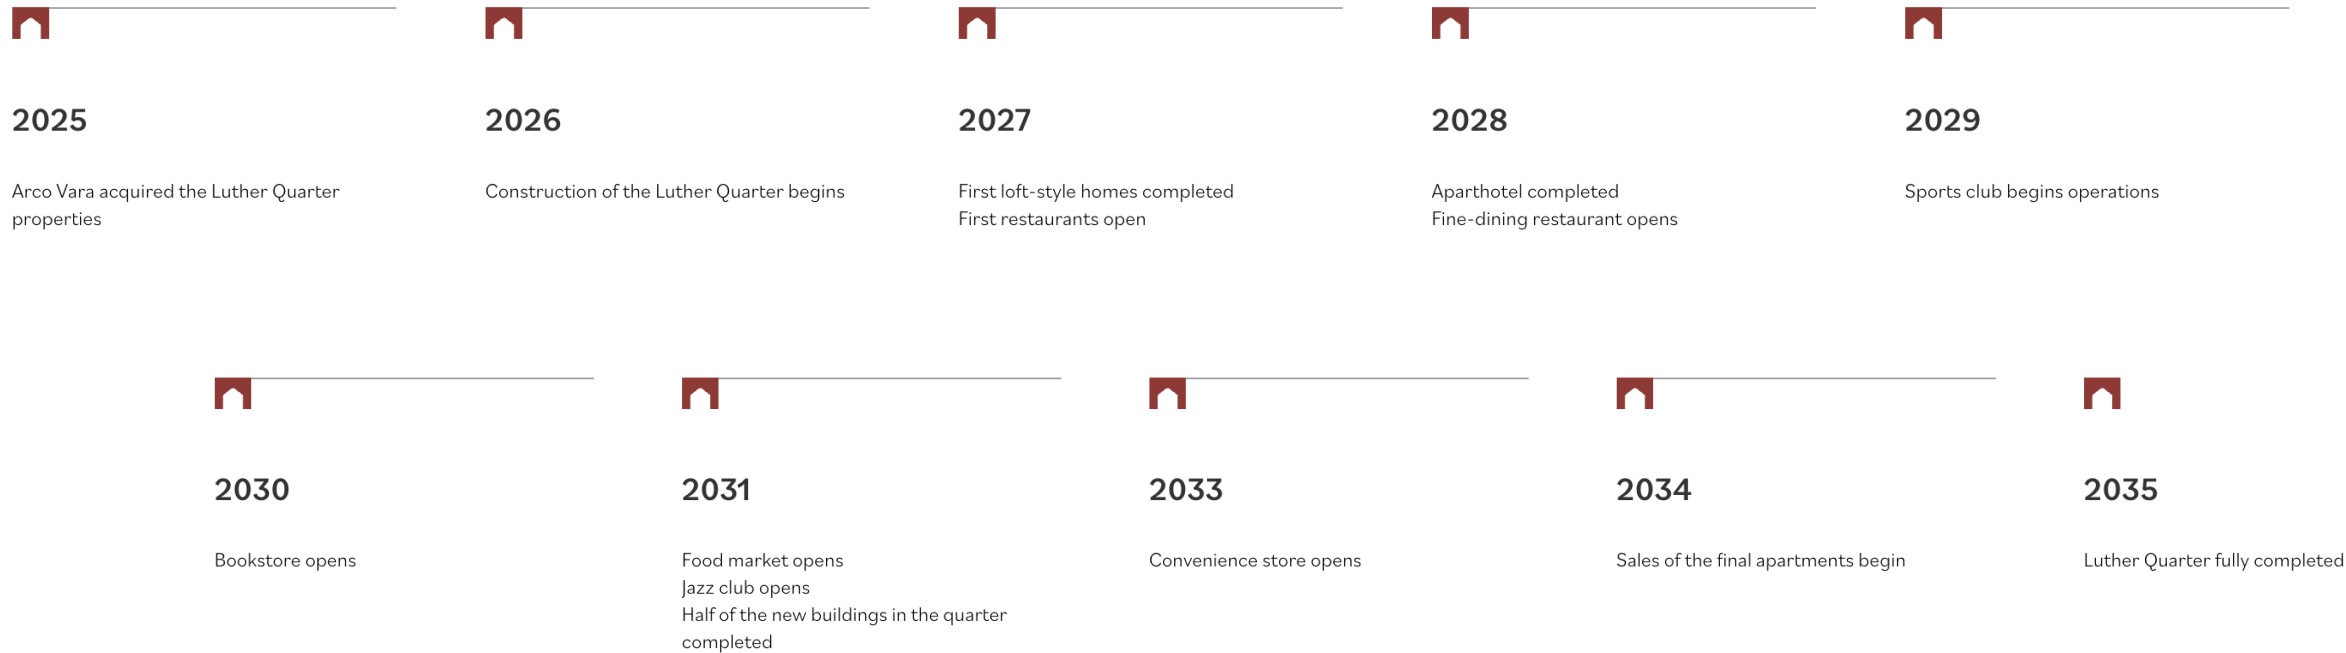 2025
Arco Vara acquired the Luther Quarter
properties
2026
Construction of the Luther Quarter begins
2027
First loft-style homes completed
First restaurants open
2028
Aparthotel completed
Fine-dining restaurant opens
2029
Sports club begins operations
2030
Bookstore opens
2031
Food market opens
Jazz club opens
Half of the new buildings in the quarter
completed
2033
Convenience store opens
2034
Sales of the final apartments begin
2035
Luther Quarter fully completed